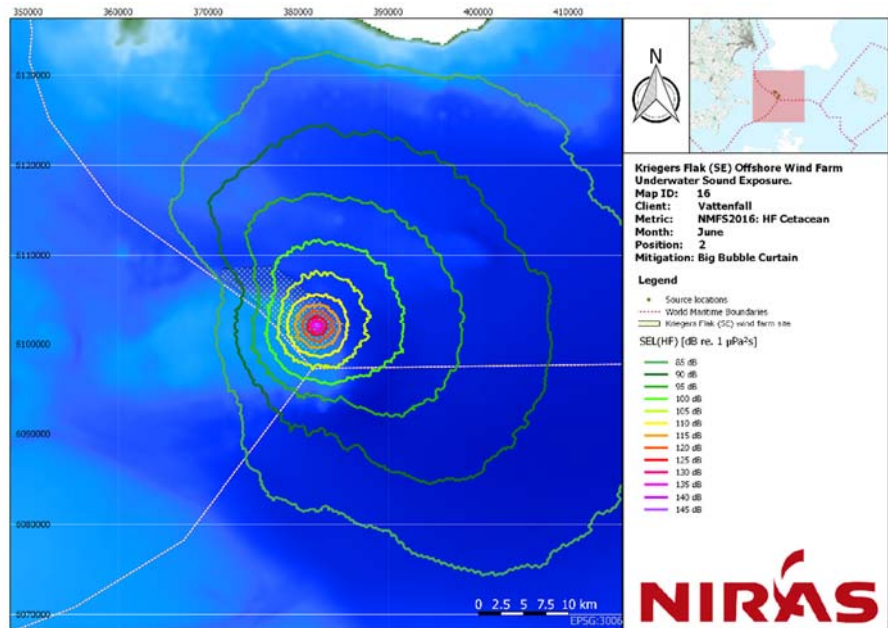 350000 360000 370000 380000 390000 400000 410000
6130000
6120000
6110000
6100000
6090000
6080000
6070000
0 2.5 5 7.5 10 km
EPSG:3006
N
Kriegers Flak (SE) Offshore Wind Farm
Underwater Sound Exposure.
Map ID: 16
Client: Vattenfall
Metric: NMFS2016: HF Cetacean
Month: June
Position: 2
Mitigation: Big Bubble Curtain
Legend
Source locations
World Maritime Boundaries
Kriegers Flak (SE) wind farm site
SEL(HF) [dB re. 1 µPa²s]
85 dB
90 dB
95 dB
100 dB
105 dB
110 dB
115 dB
120 dB
125 dB
130 dB
135 dB
140 dB
145 dB
NIRAS